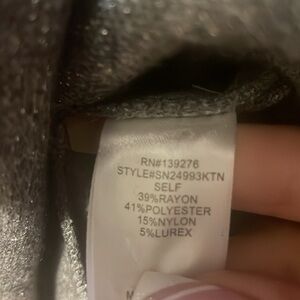 RN#139276
STYLE#SN24993KTN
SELF
39%RAYON
41%POLYESTER
15%NYLON
5%LUREX